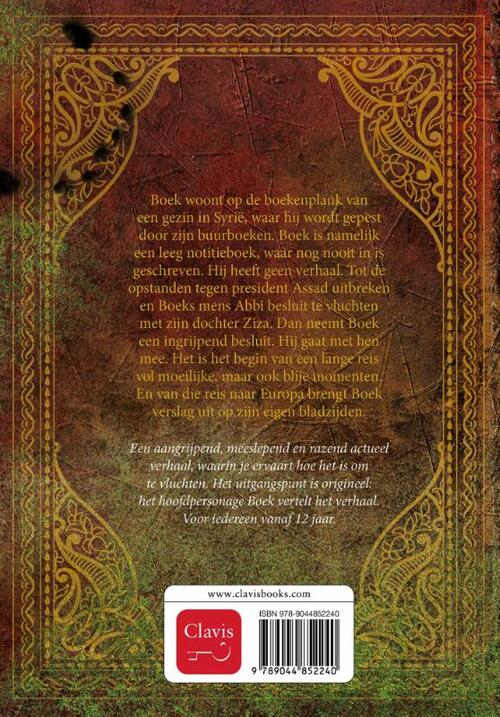 Boek woont op de boekenplank van
een gezin in Syrië, waar hij wordt gepest
door zijn buurboeken. Boek is namelijk
een leeg notitieboek, waar nog nooit in is
geschreven. Hij heeft geen verhaal. Tot de
opstanden tegen president Assad uitbreken
en Boeks mens Abbi besluit te vluchten
met zijn dochter Ziza. Dan neemt Boek
een ingrijpend besluit. Hij gaat met hen
mee. Het is het begin van een lange reis
vol moeilijke, maar ook blije momenten.
En van die reis naar Europa brengt Boek
verslag uit op zijn eigen bladzijden.
Een aangrijpend, meeslepend en razend actueel
verhaal, waarin je ervaart hoe het is om
te vluchten. Het uitgangspunt is origineel:
het hoofdpersonage Boek vertelt het verhaal.
Voor iedereen vanaf 12 jaar.
www.clavisbooks.com
Clavis
ISBN 978-9044852240
9 789044 852240